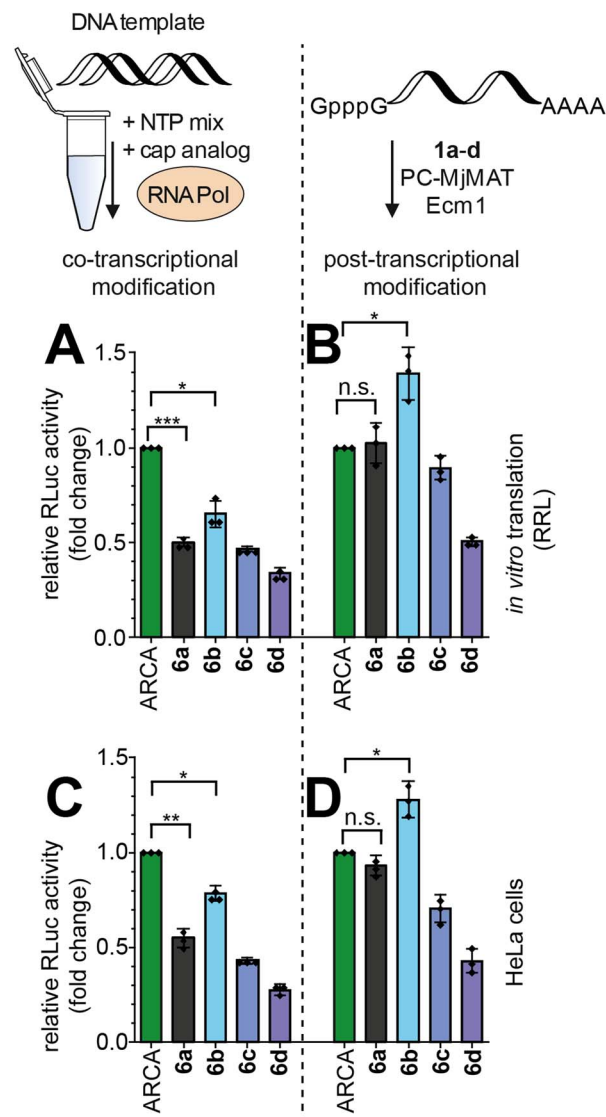 DNA template
+ NTP mix
+ cap analog
RNA Pol
co-transcriptional
modification
GpppG
AAAA
1a-d
PC-MjMAT
Ecm1
post-transcriptional
modification
A
relative RLuc activity
(fold change)
1.5
1.0
0.5
0.0
*
***
ARCA
6a
6b
6c
6d
B
*
n.s.
ARCA
6a
6b
6c
6d
in vitro translation
(RRL)
C
relative RLuc activity
(fold change)
1.5
1.0
0.5
0.0
*
**
ARCA
6a
6b
6c
6d
D
*
n.s.
ARCA
6a
6b
6c
6d
HeLa cells